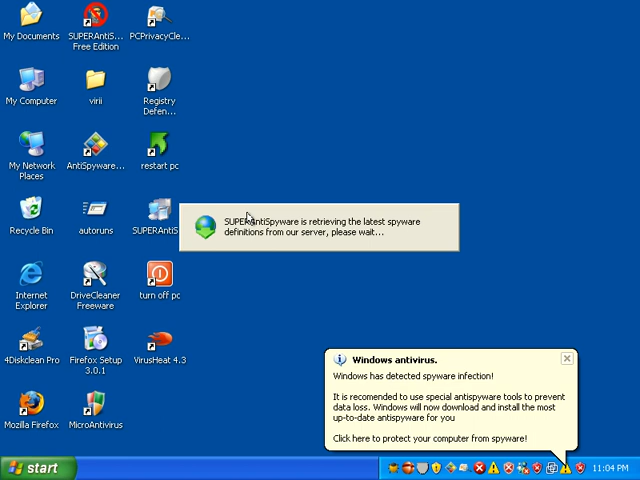 My Documents
SUPERAntiS...
Free Edition
PCPrivacyCle...
My Computer
virii
Registry
Defen...
My Network
Places
AntiSpyware...
restart pc
Recycle Bin
autoruns
SUPERAntiS
SUPERAntiSpyware is retrieving the latest spyware
definitions from our server, please wait...
Internet
Explorer
DriveCleaner
Freeware
turn off pc
4Diskclean Pro
Firefox Setup
3.0.1
VirusHeat 4.3
Mozilla Firefox
MicroAntivirus
Windows antivirus.
Windows has detected spyware infection!
It is recomended to use special antispyware tools to prevent
data loss. Windows will now download and install the most
up-to-date antispyware for you
Click here to protect your computer from spyware!
start
11:04 PM